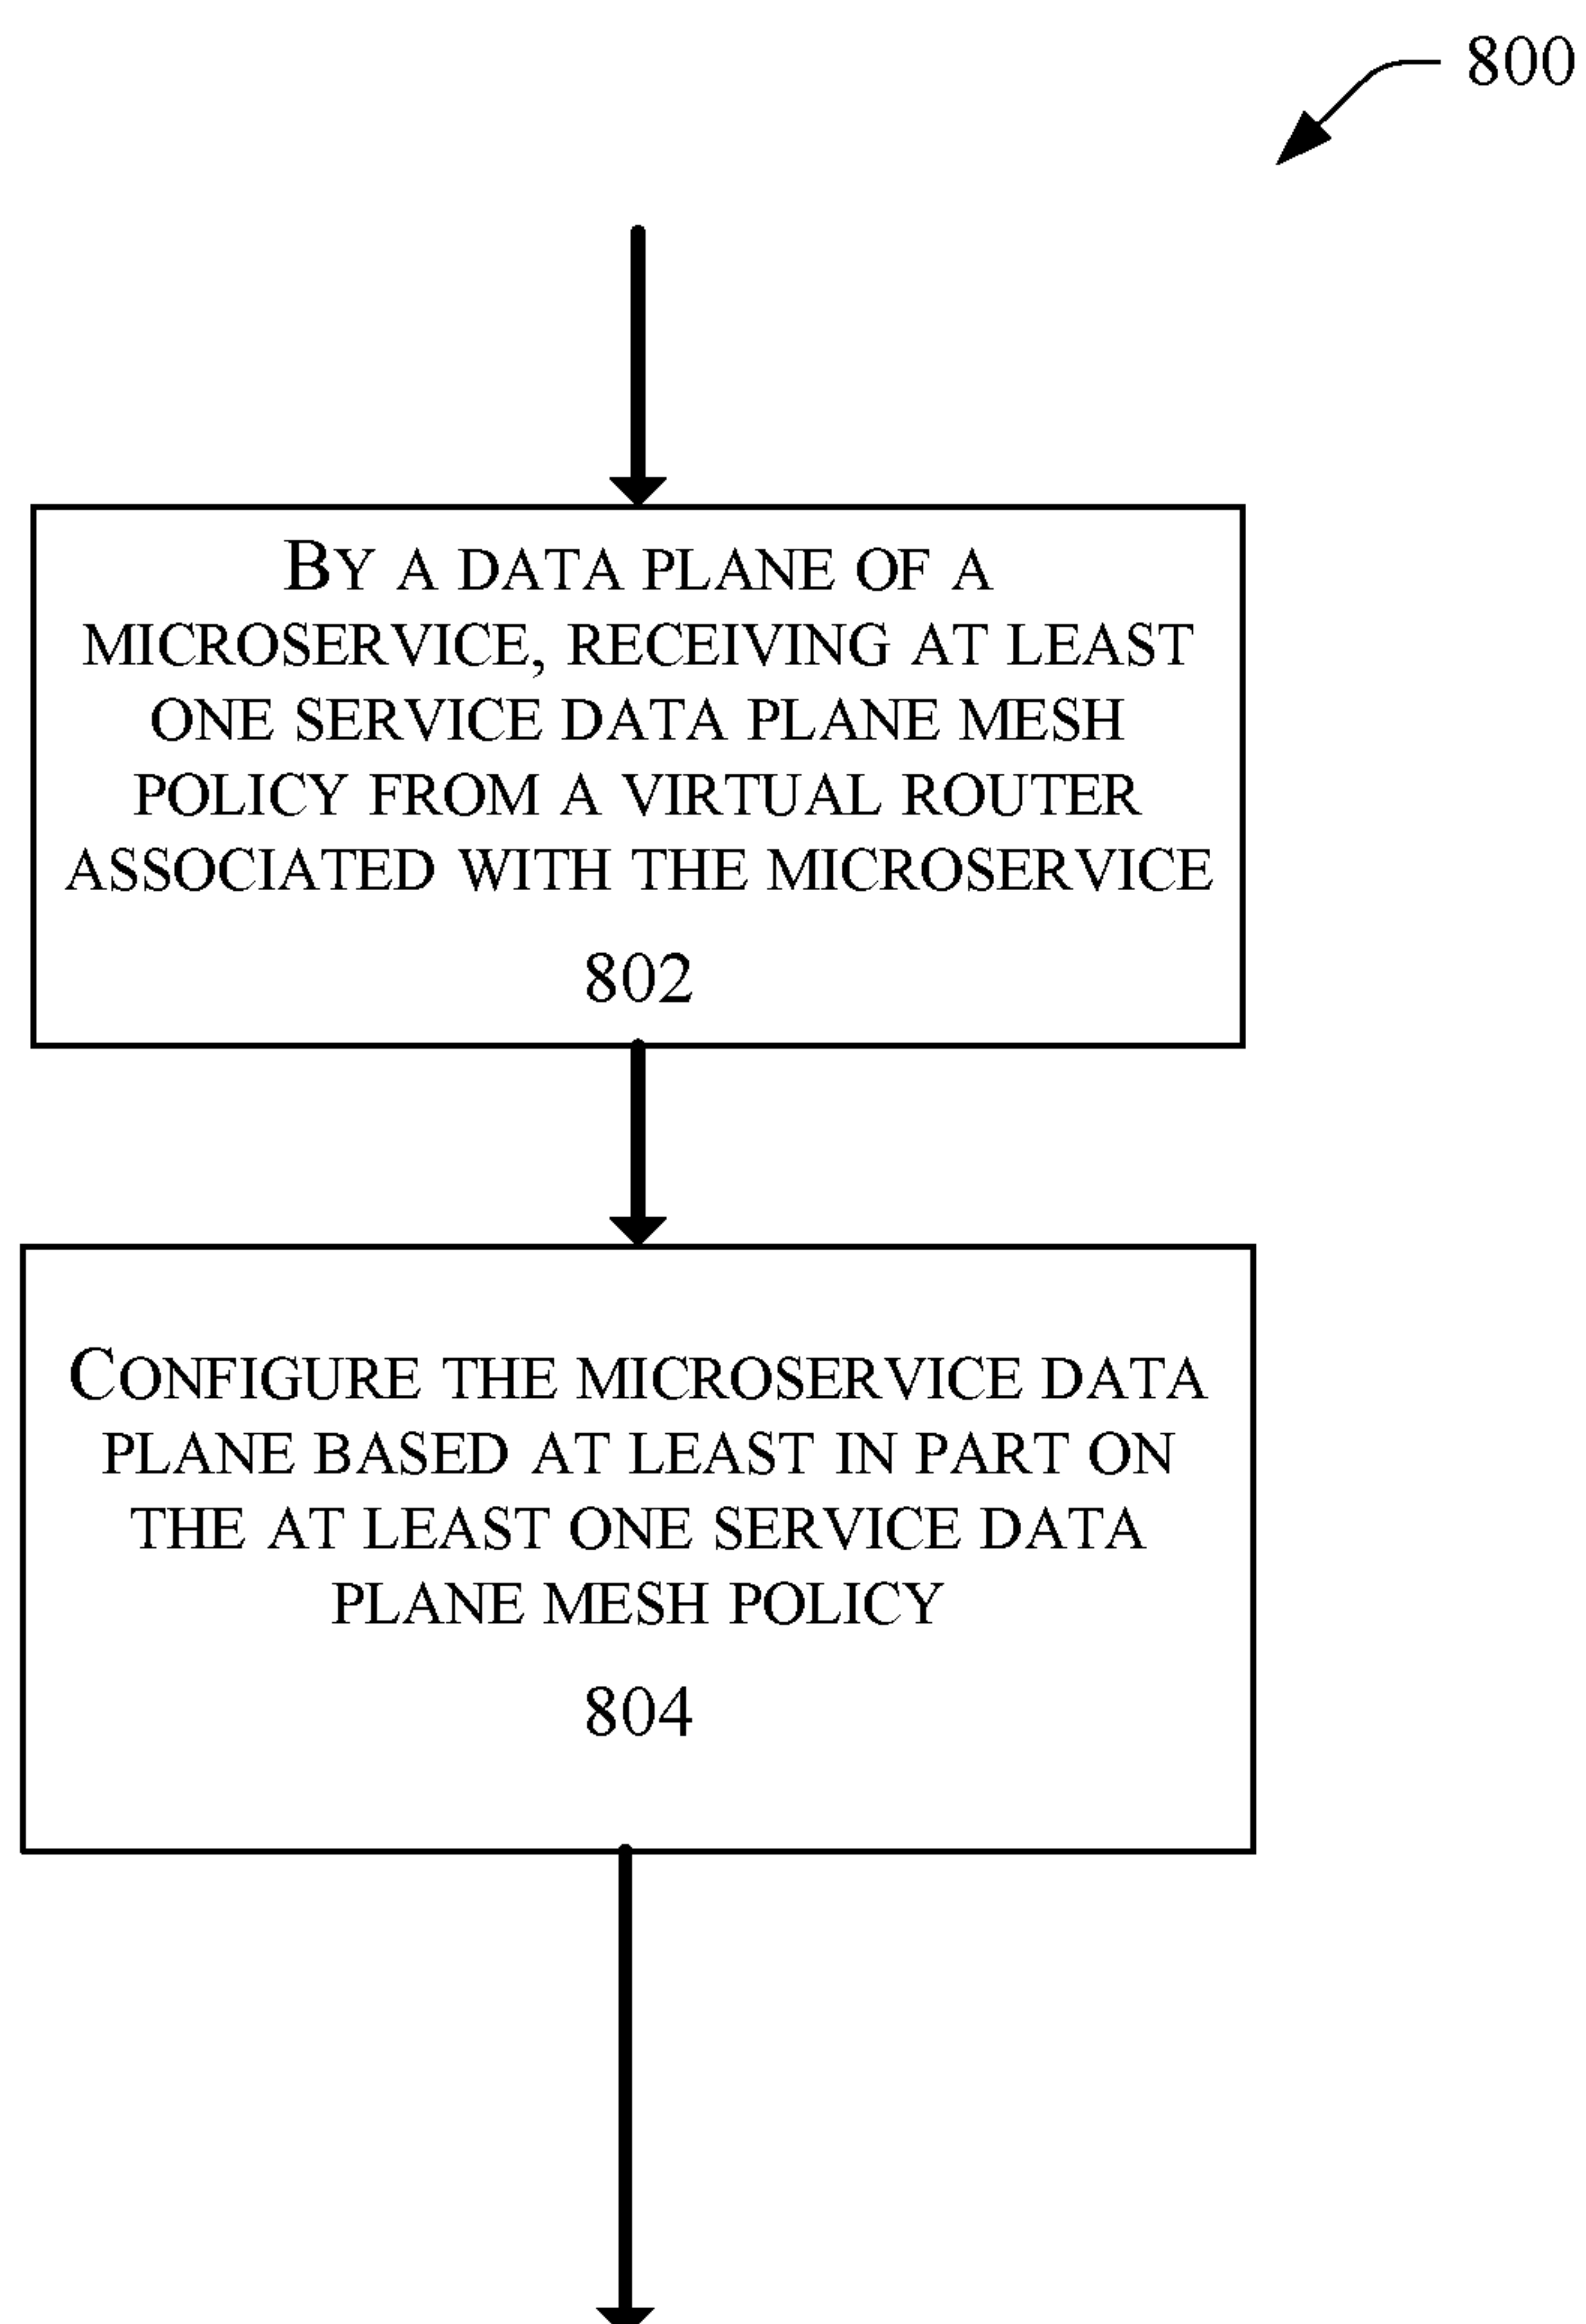 800
BY A DATA PLANE OF A
MICROSERVICE, RECEIVING AT LEAST
ONE SERVICE DATA PLANE MESH
POLICY FROM A VIRTUAL ROUTER
ASSOCIATED WITH THE MICROSERVICE
802
CONFIGURE THE MICROSERVICE DATA
PLANE BASED AT LEAST IN PART ON
THE AT LEAST ONE SERVICE DATA
PLANE MESH POLICY
804